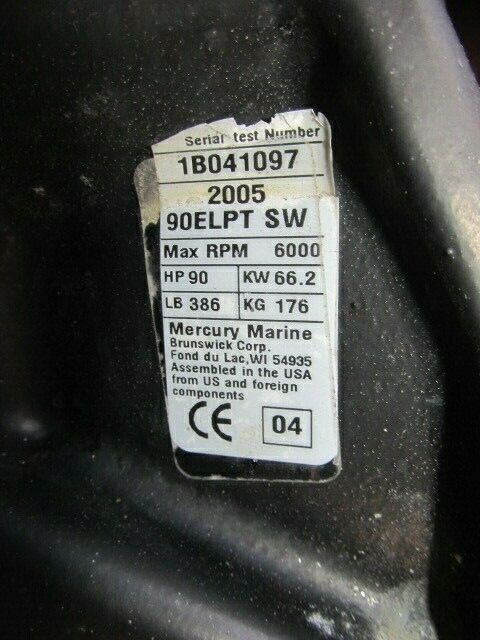 Serial test Number
1B041097
2005
90ELPT SW
Max RPM 6000
HP 90 KW 66.2
LB 386 KG 176
Mercury Marine
Brunswick Corp.
Fond du Lac,WI 54935
Assembled in the USA
from US and foreign
components
CE 04